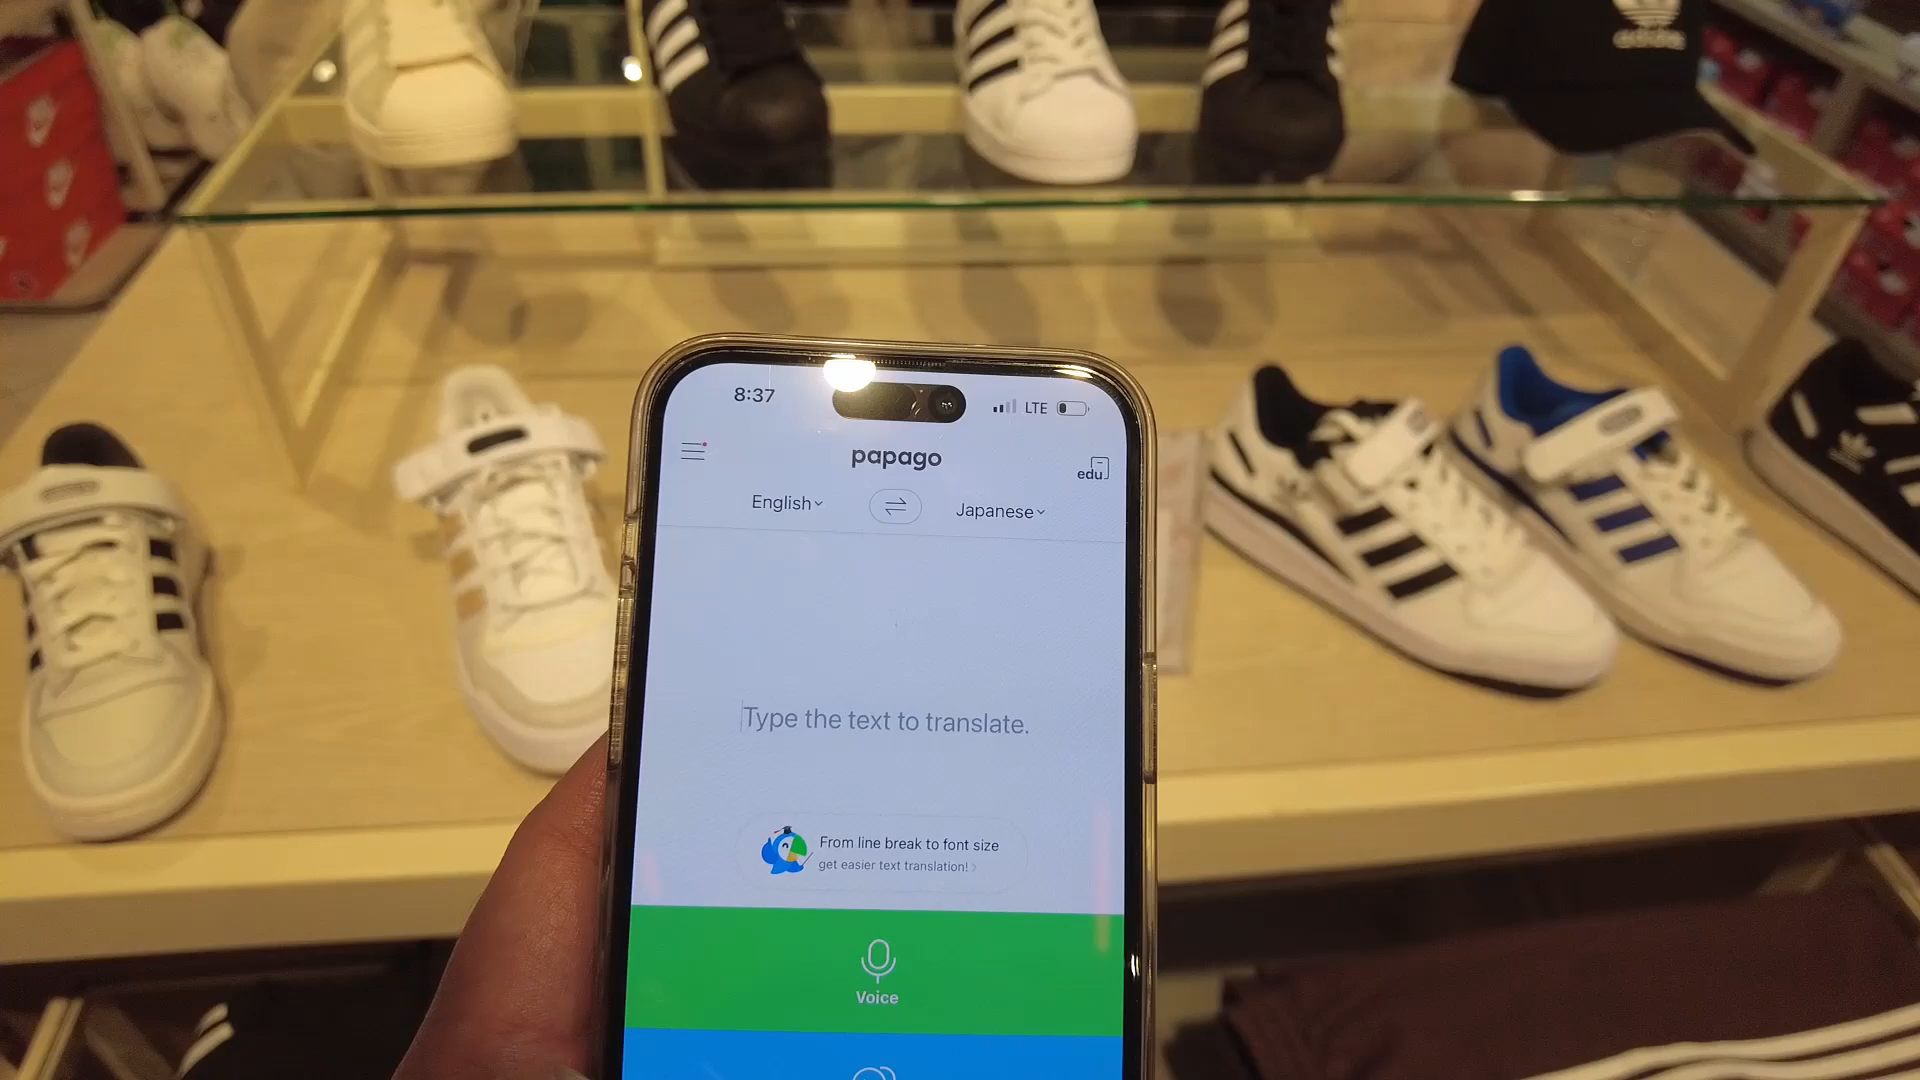 adidas
8:37
LTE
papago
edu
English
Japanese
Type the text to translate.
From line break to font size
get easier text translation!
Voice